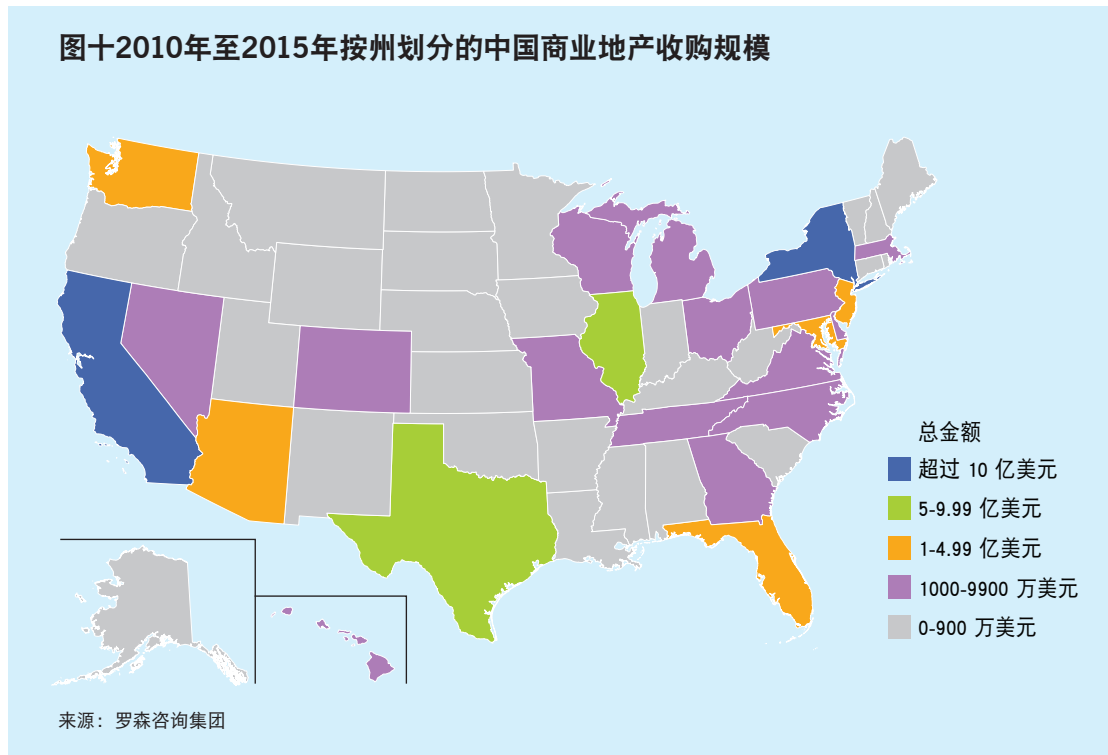 图十2010年至2015年按州划分的中国商业地产收购规模
总金额
超过 10 亿美元
5-9.99 亿美元
1-4.99 亿美元
1000-9900 万美元
0-900 万美元
来源：罗森咨询集团